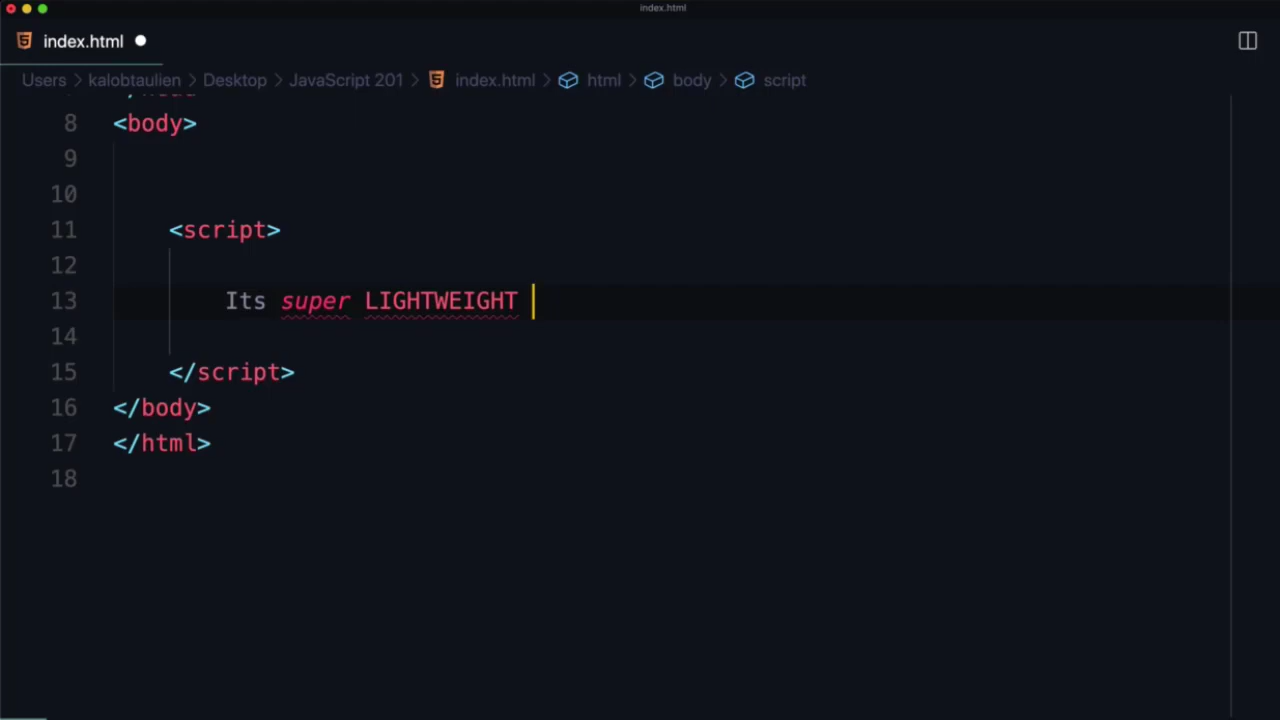 index.html
index.html
Users > kalobtaulien > Desktop > JavaScript 201 > index.html > html > body > script
8 <body>
9
10
11 <script>
12
13 Its super LIGHTWEIGHT
14
15 </script>
16 </body>
17 </html>
18